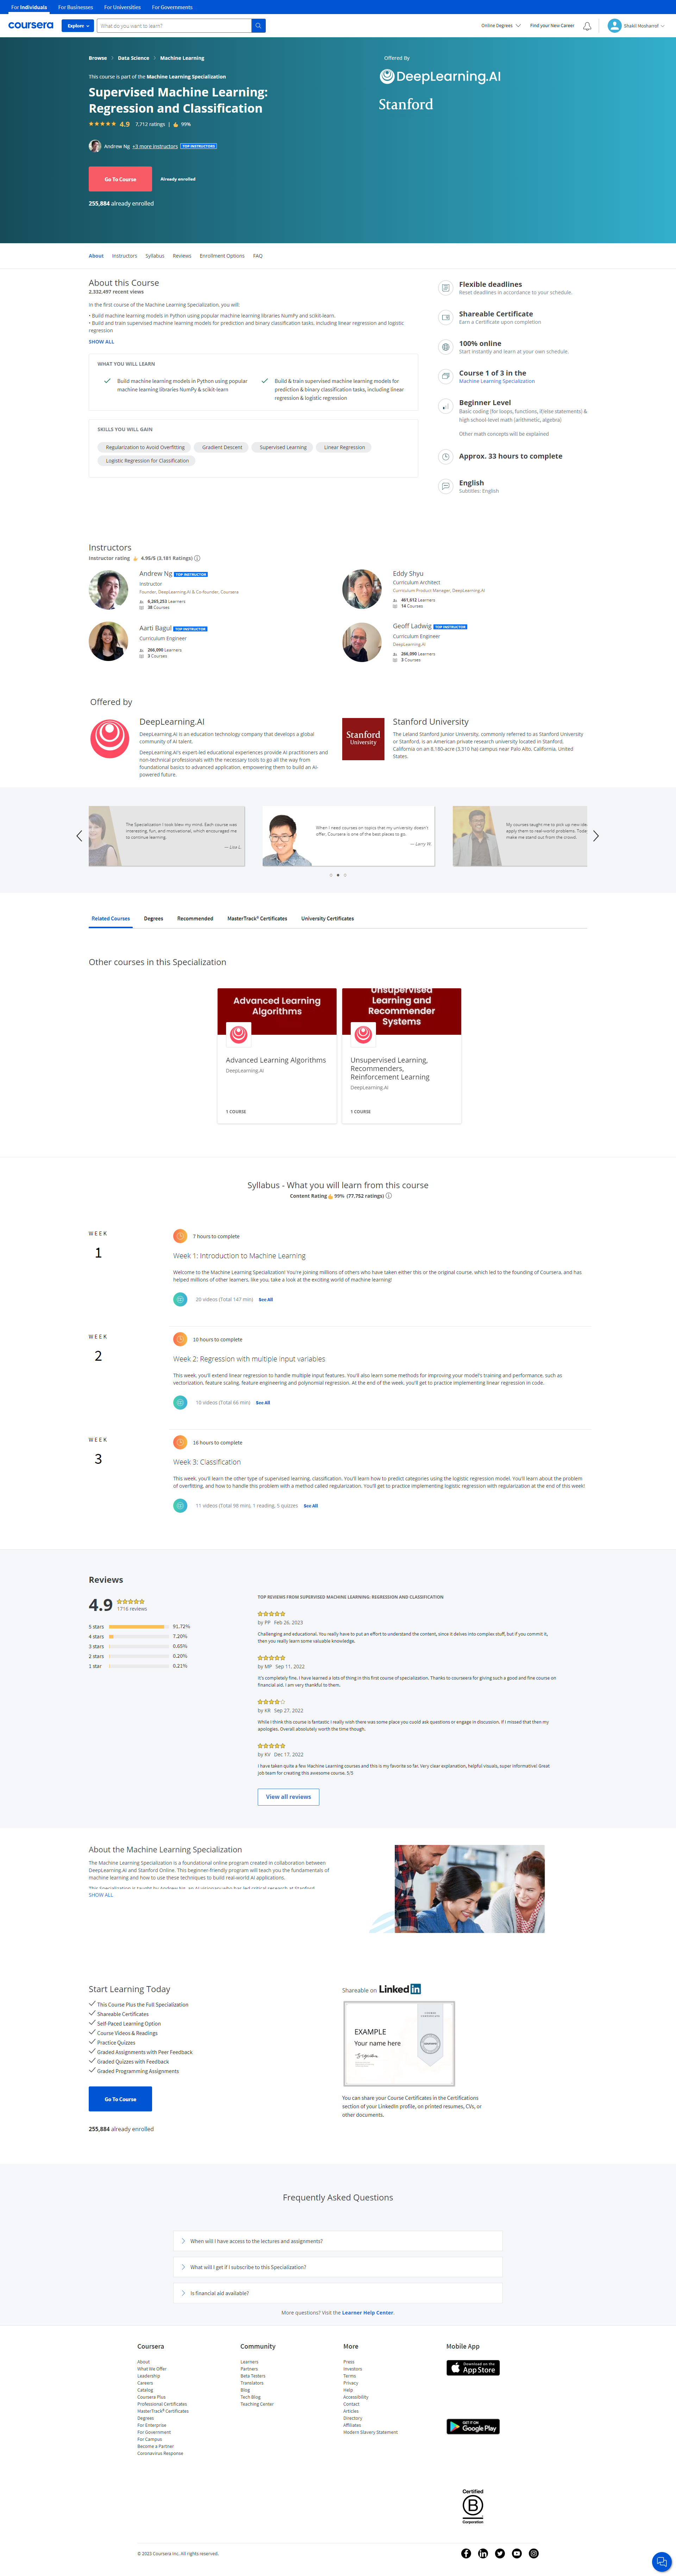 For Individuals
For Businesses
For Universities
For Governments
coursera
Explore
What do you want to learn?
Online Degrees
Find your New Career
Shakil Mosharrof
Browse
Data Science
Machine Learning
This course is part of the Machine Learning Specialization
Supervised Machine Learning:
Regression and Classification
4.9
7,712 ratings
|
99%
Andrew Ng
+3 more instructors
TOP INSTRUCTORS
Go To Course
Already enrolled
255,884 already enrolled
Offered By
DeepLearning.AI
Stanford
About
Instructors
Syllabus
Reviews
Enrollment Options
FAQ
About this Course
2,332,497 recent views
In the first course of the Machine Learning Specialization, you will:
• Build machine learning models in Python using popular machine learning libraries NumPy and scikit-learn.
• Build and train supervised machine learning models for prediction and binary classification tasks, including linear regression and logistic
regression
SHOW ALL
WHAT YOU WILL LEARN
Build machine learning models in Python using popular
machine learning libraries NumPy & scikit-learn
Build & train supervised machine learning models for
prediction & binary classification tasks, including linear
regression & logistic regression
SKILLS YOU WILL GAIN
Regularization to Avoid Overfitting
Gradient Descent
Supervised Learning
Linear Regression
Logistic Regression for Classification
Flexible deadlines
Reset deadlines in accordance to your schedule.
Shareable Certificate
Earn a Certificate upon completion
100% online
Start instantly and learn at your own schedule.
Course 1 of 3 in the
Machine Learning Specialization
Beginner Level
Basic coding (for loops, functions, if/else statements) &
high school-level math (arithmetic, algebra)
Other math concepts will be explained
Approx. 33 hours to complete
English
Subtitles: English
Instructors
Instructor rating
4.95/5 (3,181 Ratings)
Andrew Ng TOP INSTRUCTOR
Instructor
Founder, DeepLearning.AI & Co-founder, Coursera
6,365,253 Learners
38 Courses
Eddy Shyu
Curriculum Architect
Curriculum Product Manager, DeepLearning.AI
461,612 Learners
14 Courses
Aarti Bagul TOP INSTRUCTOR
Curriculum Engineer
266,090 Learners
3 Courses
Geoff Ladwig TOP INSTRUCTOR
Curriculum Engineer
DeepLearning.AI
266,090 Learners
3 Courses
Offered by
DeepLearning.AI
DeepLearning.AI is an education technology company that develops a global
community of AI talent.
DeepLearning.AI's expert-led educational experiences provide AI practitioners and
non-technical professionals with the necessary tools to go all the way from
foundational basics to advanced application, empowering them to build an AI-
powered future.
Stanford
University
Stanford University
The Leland Stanford Junior University, commonly referred to as Stanford University
or Stanford, is an American private research university located in Stanford,
California on an 8,180-acre (3,310 ha) campus near Palo Alto, California, United
States.
The Specialization I took blew my mind. Each course was
interesting, fun, and motivational, which encouraged me
to continue learning.
— Lisa L.
When I need courses on topics that my university doesn't
offer, Coursera is one of the best places to go.
— Larry W.
My courses taught me to pick up new ide
apply them to real-world problems. Toda
make me stand out from the crowd.
Related Courses
Degrees
Recommended
MasterTrack® Certificates
University Certificates
Other courses in this Specialization
Advanced Learning
Algorithms
Advanced Learning Algorithms
DeepLearning.AI
1 COURSE
Unsupervised
Learning and
Recommender
Systems
Unsupervised Learning,
Recommenders,
Reinforcement Learning
DeepLearning.AI
1 COURSE
Syllabus - What you will learn from this course
Content Rating
99%
(77,752 ratings)
WEEK
1
7 hours to complete
Week 1: Introduction to Machine Learning
Welcome to the Machine Learning Specialization! You're joining millions of others who have taken either this or the original course, which led to the founding of Coursera, and has
helped millions of other learners, like you, take a look at the exciting world of machine learning!
20 videos (Total 147 min)
See All
WEEK
2
10 hours to complete
Week 2: Regression with multiple input variables
This week, you'll extend linear regression to handle multiple input features. You'll also learn some methods for improving your model's training and performance, such as
vectorization, feature scaling, feature engineering and polynomial regression. At the end of the week, you'll get to practice implementing linear regression in code.
10 videos (Total 66 min)
See All
WEEK
3
16 hours to complete
Week 3: Classification
This week, you'll learn the other type of supervised learning, classification. You'll learn how to predict categories using the logistic regression model. You'll learn about the problem
of overfitting, and how to handle this problem with a method called regularization. You'll get to practice implementing logistic regression with regularization at the end of this week!
11 videos (Total 98 min), 1 reading, 5 quizzes
See All
Reviews
4.9
1716 reviews
5 stars
91.72%
4 stars
7.20%
3 stars
0.65%
2 stars
0.20%
1 star
0.21%
TOP REVIEWS FROM SUPERVISED MACHINE LEARNING: REGRESSION AND CLASSIFICATION
by PP Feb 26, 2023
Challenging and educational. You really have to put an effort to understand the content, since it delves into complex stuff, but if you commit it,
then you really learn some valuable knowledge.
by MP Sep 11, 2022
It's completely fine. I have learned a lots of thing in this first course of specialization. Thanks to courseera for giving such a good and fine course on
financial aid. I am very thankful to them.
by KR Sep 27, 2022
While I think this course is fantastic I really wish there was some place you cuold ask questions or engage in discussion. If I missed that then my
apologies. Overall absolutely worth the time though.
by KV Dec 17, 2022
I have taken quite a few Machine Learning courses and this is my favorite so far. Very clear explanation, helpful visuals, super informative! Great
job team for creating this awesome course. 5/5
View all reviews
About the Machine Learning Specialization
The Machine Learning Specialization is a foundational online program created in collaboration between
DeepLearning.AI and Stanford Online. This beginner-friendly program will teach you the fundamentals of
machine learning and how to use these techniques to build real-world AI applications.
This Specialization is taught by Andrew Ng, an AI visionary who has led critical research at Stanford
SHOW ALL
Start Learning Today
This Course Plus the Full Specialization
Shareable Certificates
Self-Paced Learning Option
Course Videos & Readings
Practice Quizzes
Graded Assignments with Peer Feedback
Graded Quizzes with Feedback
Graded Programming Assignments
Go To Course
255,884 already enrolled
Shareable on LinkedIn
EXAMPLE
Your name here
You can share your Course Certificates in the Certifications
section of your LinkedIn profile, on printed resumes, CVs, or
other documents.
Frequently Asked Questions
When will I have access to the lectures and assignments?
What will I get if I subscribe to this Specialization?
Is financial aid available?
More questions? Visit the Learner Help Center.
Coursera
About
What We Offer
Leadership
Careers
Catalog
Coursera Plus
Professional Certificates
MasterTrack® Certificates
Degrees
For Enterprise
For Government
For Campus
Become a Partner
Coronavirus Response
Community
Learners
Partners
Beta Testers
Translators
Blog
Tech Blog
Teaching Center
More
Press
Investors
Terms
Privacy
Help
Accessibility
Contact
Articles
Directory
Affiliates
Modern Slavery Statement
Mobile App
Download on the
App Store
GET IT ON
Google Play
Certified
B
Corporation
© 2023 Coursera Inc. All rights reserved.